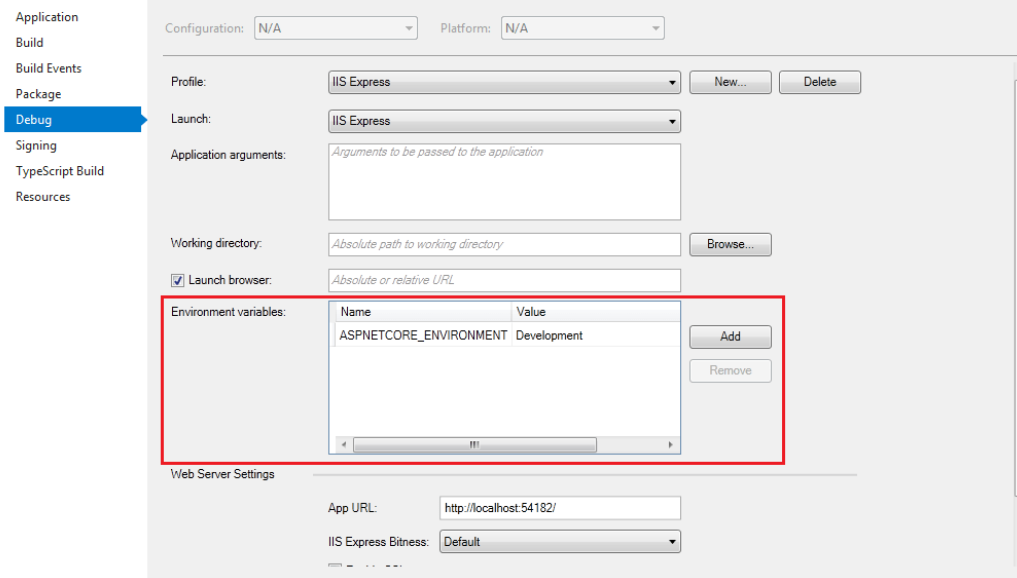 Application
Build
Build Events
Package
Debug
Signing
TypeScript Build
Resources
Configuration: N/A Platform: N/A
Profile: IIS Express New... Delete
Launch: IIS Express
Application arguments: Arguments to be passed to the application
Working directory: Absolute path to working directory Browse...
Launch browser: Absolute or relative URL
Environment variables: Name Value
ASPNETCORE_ENVIRONMENT Development Add
Remove
Web Server Settings
App URL: http://localhost:54182/
IIS Express Bitness: Default